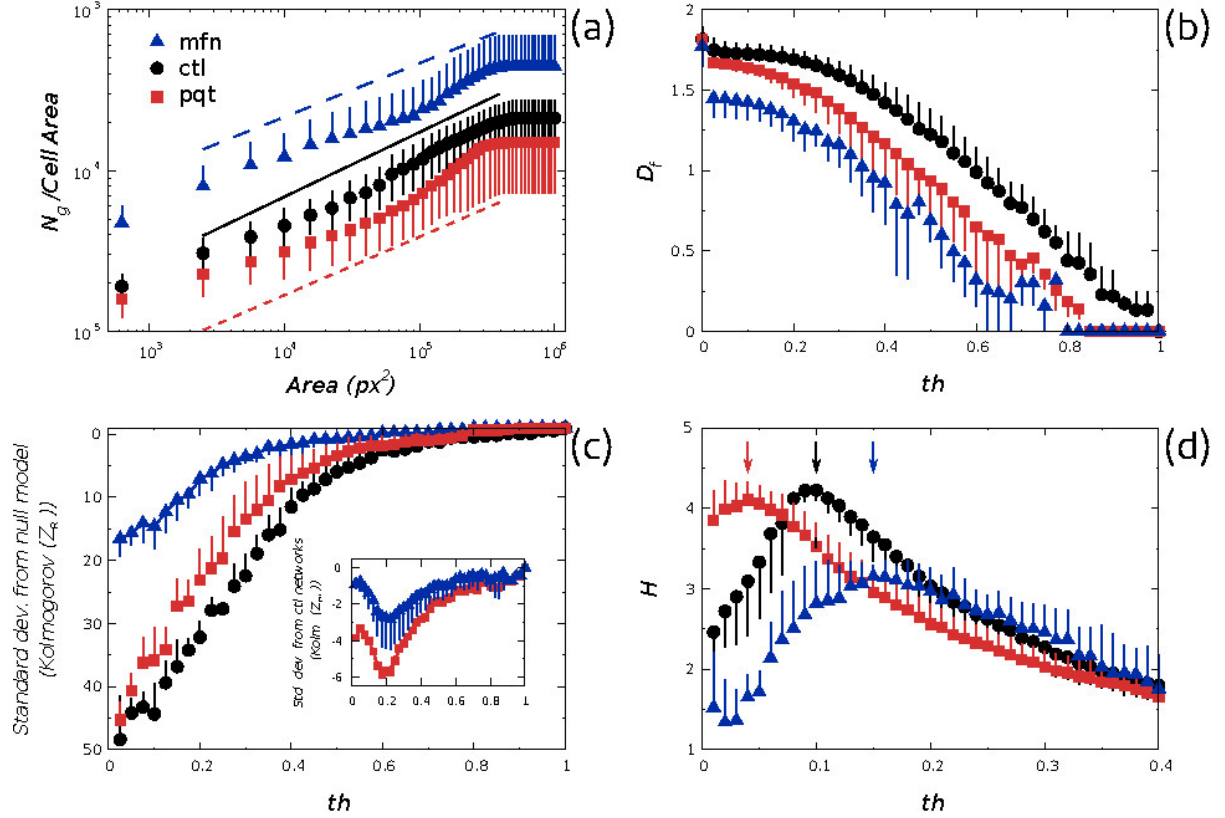 (a)
mfn
ctl
pqt
10³
10⁴
10⁵
N_g/Cell Area
10³
10⁴
10⁵
10⁶
Area (px²)
(b)
2
1.5
1
0.5
0
D_f
0
0.2
0.4
0.6
0.8
1
th
(c)
0
10
20
30
40
50
Standard dev. from null model
(Kolmogorov (Z_R))
0
0.2
0.4
0.6
0.8
1
th
0
-2
-4
-6
std dev from ctl networks
0
0.2
0.4
0.6
0.8
1
(d)
5
4
3
2
1
H
0
0.1
0.2
0.3
0.4
th